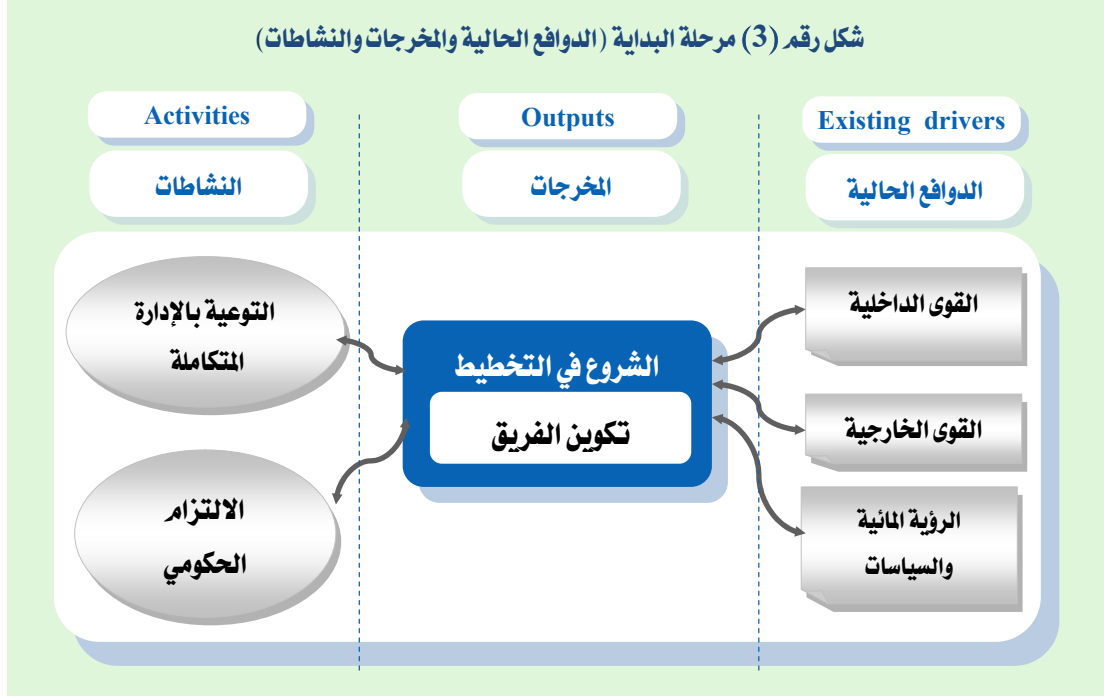 شكل رقم (3) مرحلة البداية (الدوافع الحالية والمخرجات والنشاطات)
Existing drivers
الدوافع الحالية
Outputs
المخرجات
Activities
النشاطات
القوى الداخلية
القوى الخارجية
الرؤية المائية
والسياسات
الشروع في التخطيط
تكوين الفريق
التوعية بالإدارة
المتكاملة
الالتزام
الحكومي